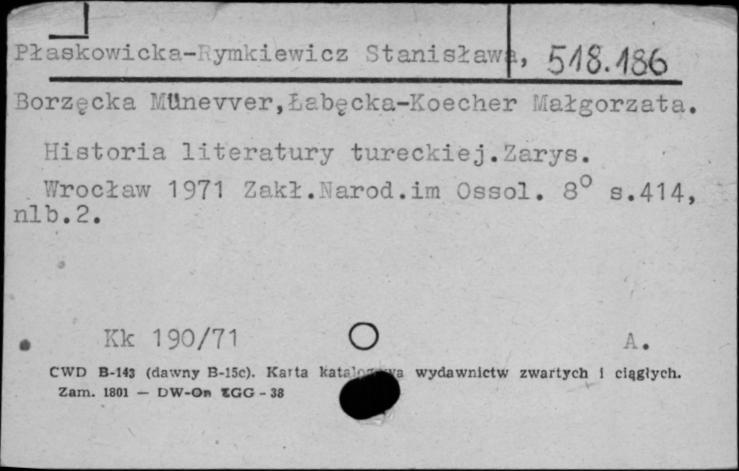 Płaskowicka-Rymkiewicz Stanisława, 518.186
Borzęcka Münevver,Łabęcka-Koecher Małgorzata.
Historia literatury tureckiej.Zarys.
Wrocław 1971 Zakł.Narod.im Ossol. 8° s.414,
nlb.2.
Kk 190/71 A.
CWD B-143 (dawny B-15c). Karta katalogowa wydawnictw zwartych i ciągłych.
Zam. 1801 — DW-On ZGG - 38